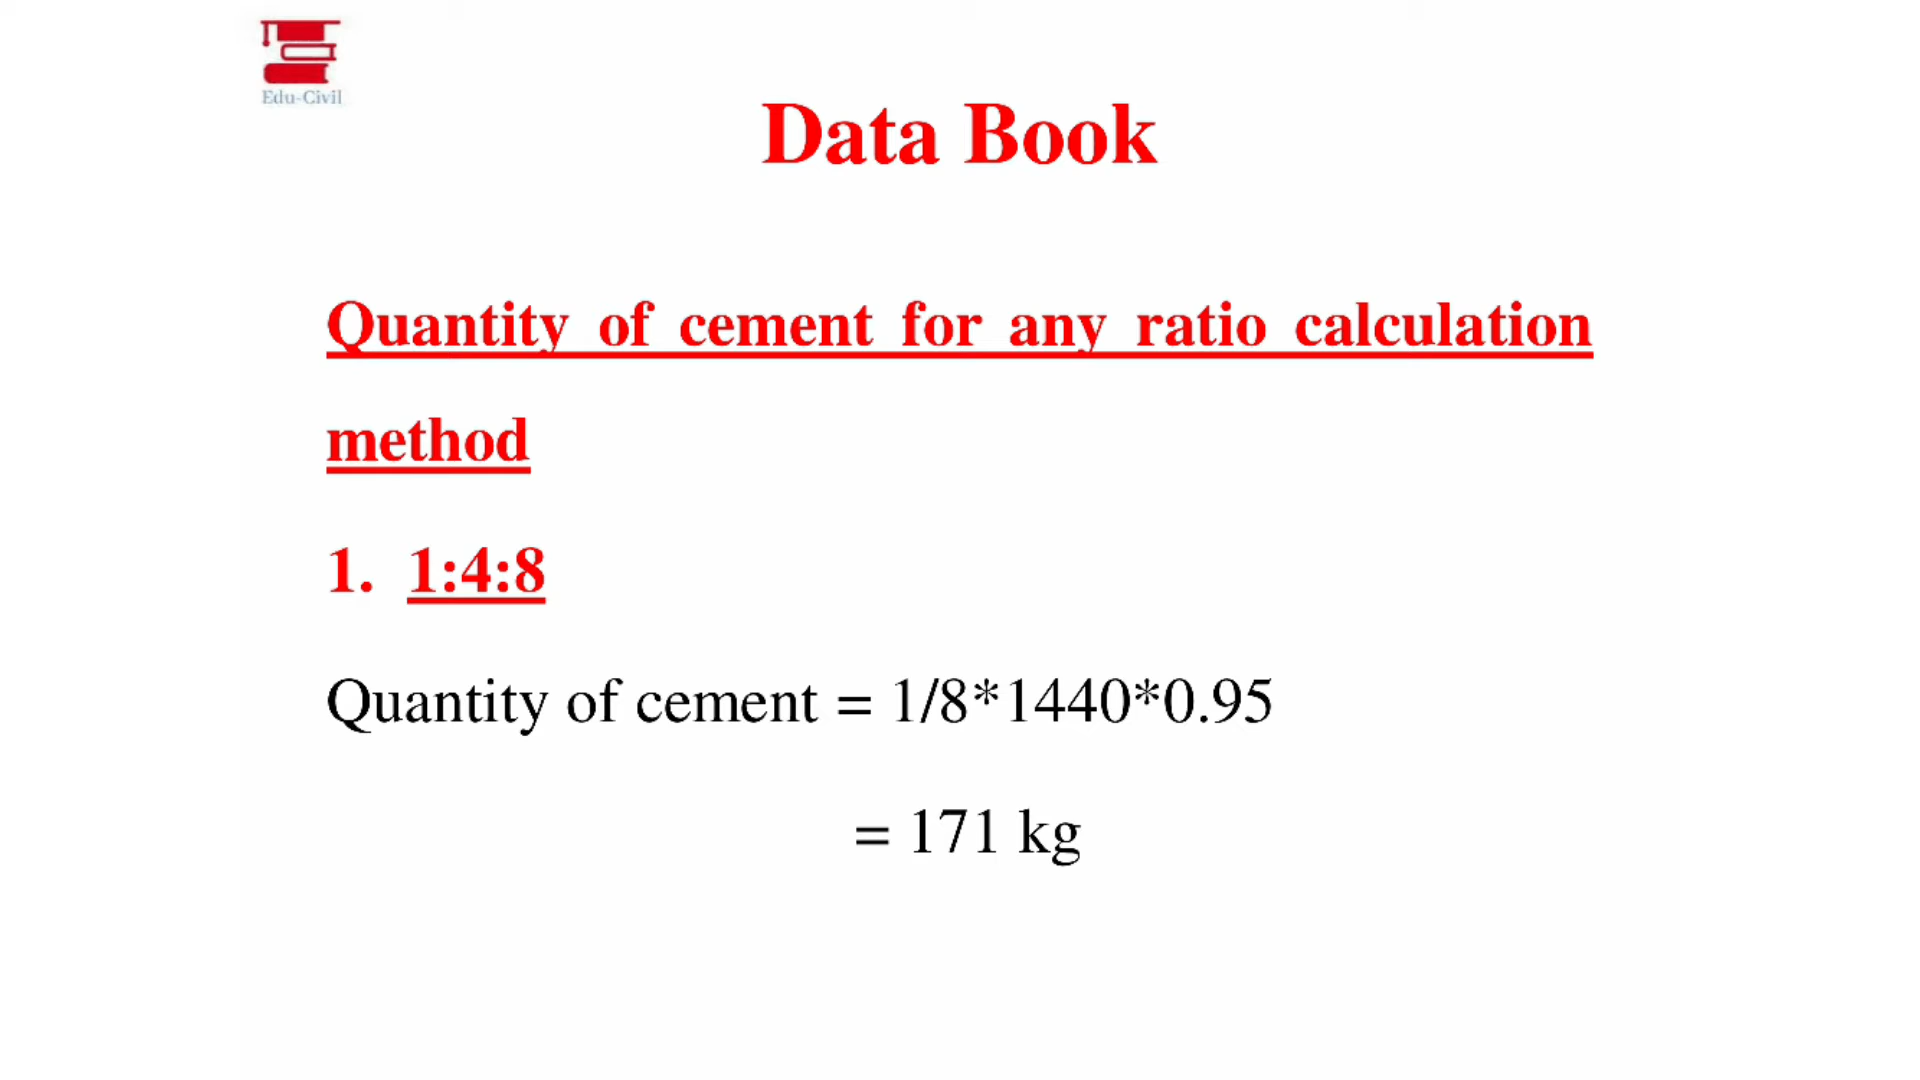 Edu-Civil
Data Book
Quantity of cement for any ratio calculation
method
1. 1:4:8
Quantity of cement = 1/8*1440*0.95
= 171 kg